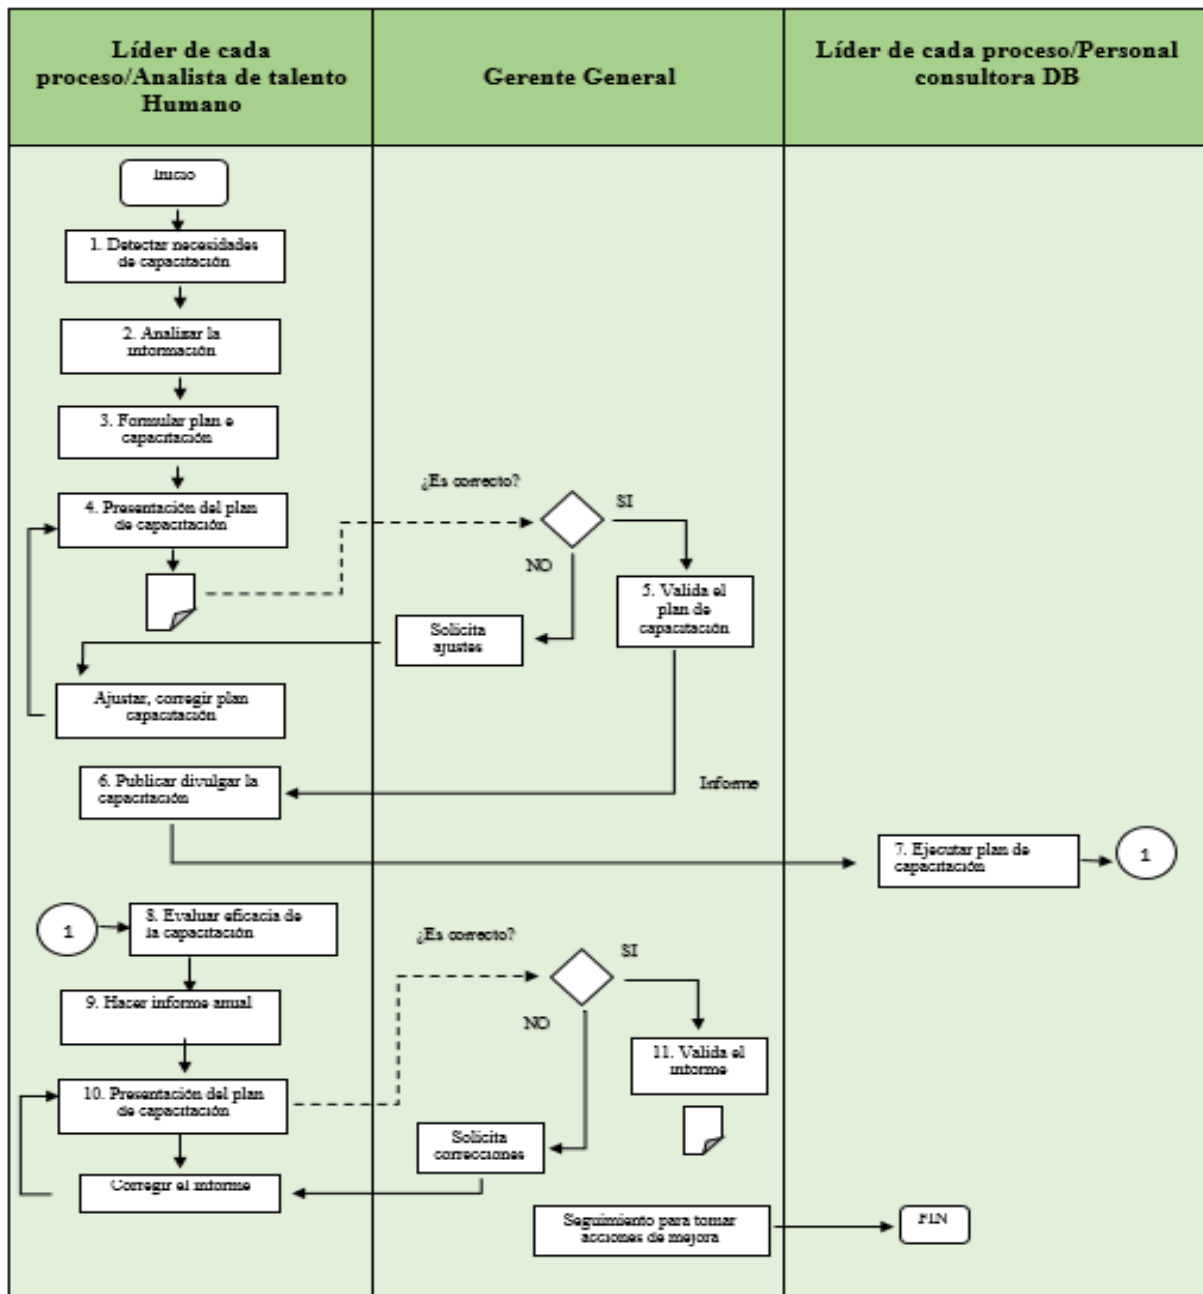 Líder de cada
proceso/Analista de talento
Humano
Gerente General
Líder de cada proceso/Personal
consultora DB
Inicio
1. Detectar necesidades
de capacitación
2. Analizar la
información
3. Formular plan e
capacitación
4. Presentación del plan
de capacitación
¿Es correcto?
SI
NO
5. Valida el
plan de
capacitación
Solicita
ajustes
Ajustar, corregir plan
capacitación
6. Publicar divulgar la
capacitación
Informe
7. Ejecutar plan de
capacitación
1
1
8. Evaluar eficacia de
la capacitación
¿Es correcto?
SI
NO
9. Hacer informe anual
11. Valida el
informe
10. Presentación del plan
de capacitación
Solicita
correcciones
Corregir el informe
Seguimiento para tomar
acciones de mejora
FIN